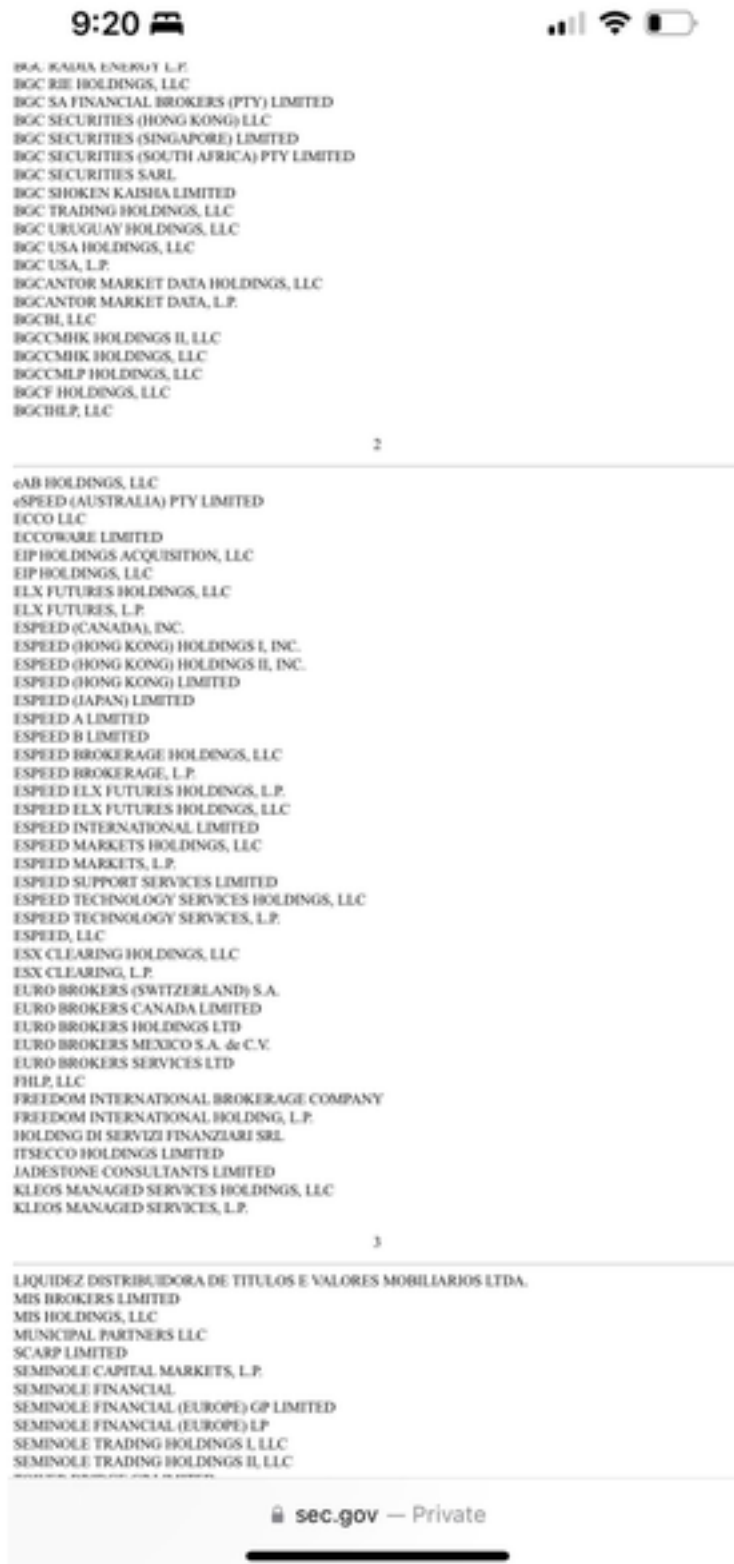 9:20
BGC RADIX ENERGY L.P.
BGC RIE HOLDINGS, LLC
BGC SA FINANCIAL BROKERS (PTY) LIMITED
BGC SECURITIES (HONG KONG) LLC
BGC SECURITIES (SINGAPORE) LIMITED
BGC SECURITIES (SOUTH AFRICA) PTY LIMITED
BGC SECURITIES SARL
BGC SHOKEN KAISHA LIMITED
BGC TRADING HOLDINGS, LLC
BGC URUGUAY HOLDINGS, LLC
BGC USA HOLDINGS, LLC
BGC USA, L.P.
BGCANTOR MARKET DATA HOLDINGS, LLC
BGCANTOR MARKET DATA, L.P.
BGCBI, LLC
BGCCMHK HOLDINGS II, LLC
BGCCMHK HOLDINGS, LLC
BGCCMLP HOLDINGS, LLC
BGCF HOLDINGS, LLC
BGCIHLP, LLC
2
eAB HOLDINGS, LLC
eSPEED (AUSTRALIA) PTY LIMITED
ECCO LLC
ECCOWARE LIMITED
EIP HOLDINGS ACQUISITION, LLC
EIP HOLDINGS, LLC
ELX FUTURES HOLDINGS, LLC
ELX FUTURES, L.P.
ESPEED (CANADA), INC.
ESPEED (HONG KONG) HOLDINGS I, INC.
ESPEED (HONG KONG) HOLDINGS II, INC.
ESPEED (HONG KONG) LIMITED
ESPEED (JAPAN) LIMITED
ESPEED A LIMITED
ESPEED B LIMITED
ESPEED BROKERAGE HOLDINGS, LLC
ESPEED BROKERAGE, L.P.
ESPEED ELX FUTURES HOLDINGS, L.P.
ESPEED ELX FUTURES HOLDINGS, LLC
ESPEED INTERNATIONAL LIMITED
ESPEED MARKETS HOLDINGS, LLC
ESPEED MARKETS, L.P.
ESPEED SUPPORT SERVICES LIMITED
ESPEED TECHNOLOGY SERVICES HOLDINGS, LLC
ESPEED TECHNOLOGY SERVICES, L.P.
ESPEED, LLC
ESX CLEARING HOLDINGS, LLC
ESX CLEARING, L.P.
EURO BROKERS (SWITZERLAND) S.A.
EURO BROKERS CANADA LIMITED
EURO BROKERS HOLDINGS LTD
EURO BROKERS MEXICO S.A. de C.V.
EURO BROKERS SERVICES LTD
FHLP, LLC
FREEDOM INTERNATIONAL BROKERAGE COMPANY
FREEDOM INTERNATIONAL HOLDING, L.P.
HOLDING DI SERVIZI FINANZIARI SRL
ITSECCO HOLDINGS LIMITED
JADESTONE CONSULTANTS LIMITED
KLEOS MANAGED SERVICES HOLDINGS, LLC
KLEOS MANAGED SERVICES, L.P.
3
LIQUIDEZ DISTRIBUIDORA DE TITULOS E VALORES MOBILIARIOS LTDA.
MIS BROKERS LIMITED
MIS HOLDINGS, LLC
MUNICIPAL PARTNERS LLC
SCARP LIMITED
SEMINOLE CAPITAL MARKETS, L.P.
SEMINOLE FINANCIAL
SEMINOLE FINANCIAL (EUROPE) GP LIMITED
SEMINOLE FINANCIAL (EUROPE) LP
SEMINOLE TRADING HOLDINGS I, LLC
SEMINOLE TRADING HOLDINGS II, LLC
sec.gov — Private